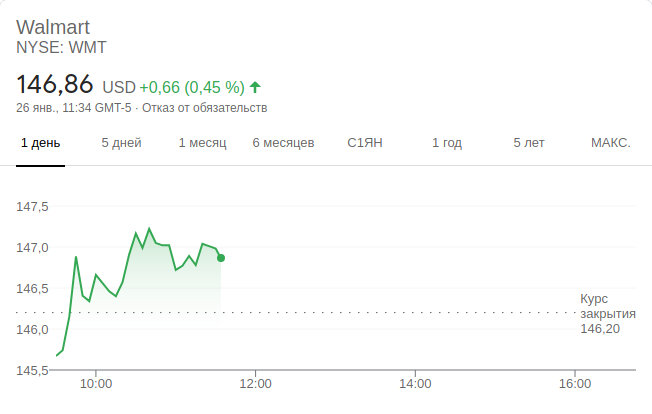 Walmart
NYSE: WMT
146,86 USD +0,66 (0,45 %)
26 янв., 11:34 GMT-5 · Отказ от обязательств
1 день 5 дней 1 месяц 6 месяцев С1ЯН 1 год 5 лет МАКС.
147,5
147,0
146,5
Курс
закрытия
146,20
146,0
145,5
10:00 12:00 14:00 16:00